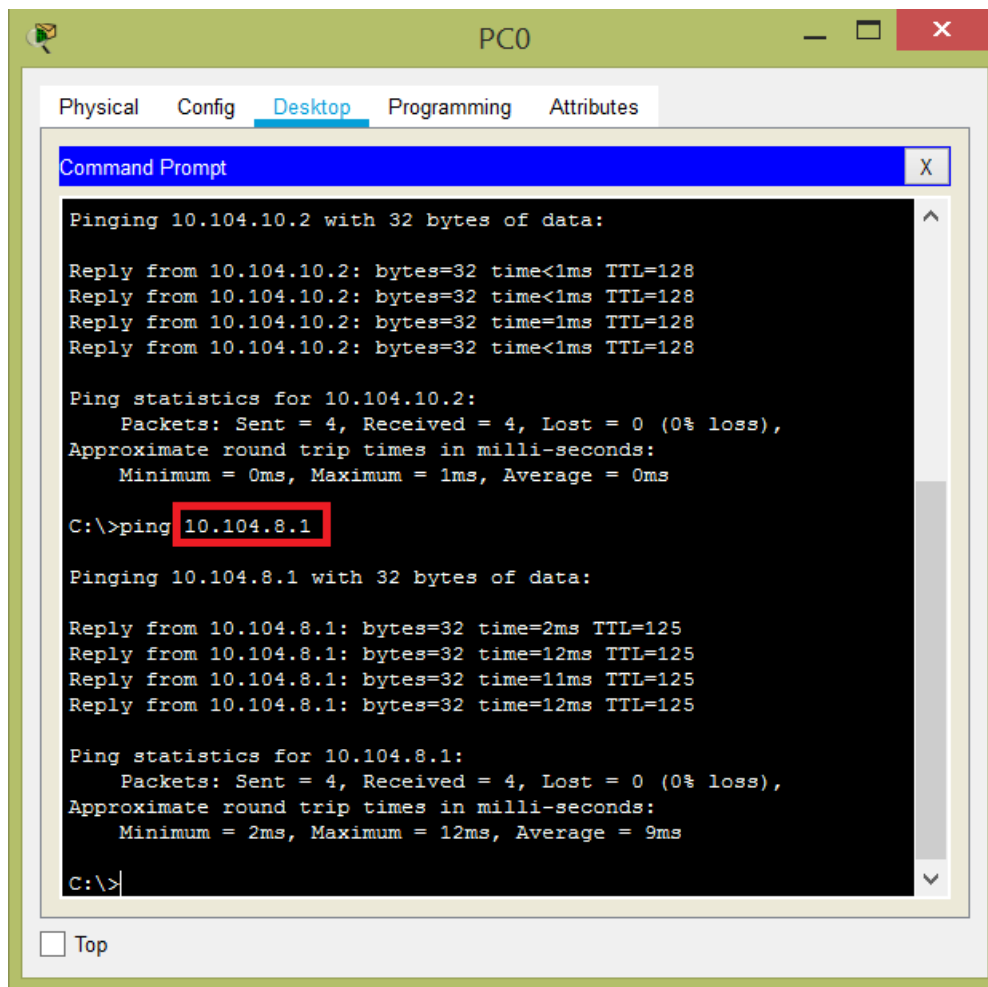 PC0
Physical Config Desktop Programming Attributes
Command Prompt X
Pinging 10.104.10.2 with 32 bytes of data:
Reply from 10.104.10.2: bytes=32 time<1ms TTL=128
Reply from 10.104.10.2: bytes=32 time<1ms TTL=128
Reply from 10.104.10.2: bytes=32 time=1ms TTL=128
Reply from 10.104.10.2: bytes=32 time<1ms TTL=128
Ping statistics for 10.104.10.2:
Packets: Sent = 4, Received = 4, Lost = 0 (0% loss),
Approximate round trip times in milli-seconds:
Minimum = 0ms, Maximum = 1ms, Average = 0ms
C:\>ping 10.104.8.1
Pinging 10.104.8.1 with 32 bytes of data:
Reply from 10.104.8.1: bytes=32 time=2ms TTL=125
Reply from 10.104.8.1: bytes=32 time=12ms TTL=125
Reply from 10.104.8.1: bytes=32 time=11ms TTL=125
Reply from 10.104.8.1: bytes=32 time=12ms TTL=125
Ping statistics for 10.104.8.1:
Packets: Sent = 4, Received = 4, Lost = 0 (0% loss),
Approximate round trip times in milli-seconds:
Minimum = 2ms, Maximum = 12ms, Average = 9ms
C:\>
Top